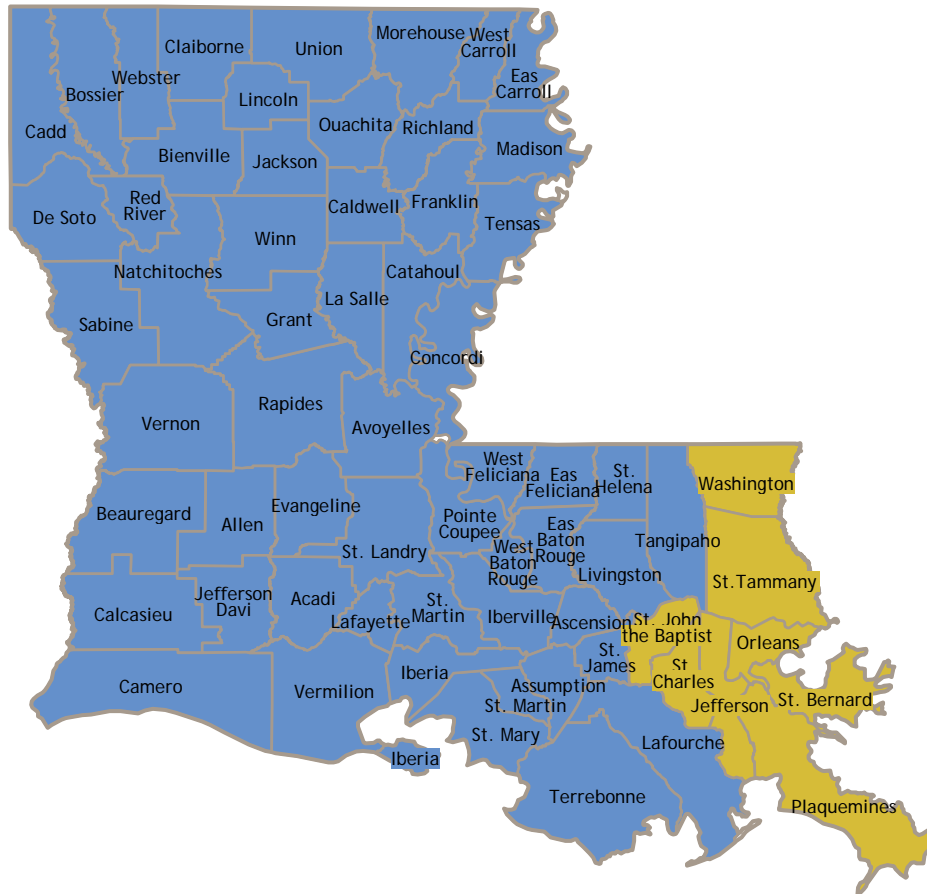 Claiborne
Union
Morehouse
West
Carroll
Webster
Bossier
Lincoln
Eas
Carroll
Cadd
Ouachita
Richland
Madison
Bienville
Jackson
De Soto
Red
River
Caldwell
Franklin
Tensas
Winn
Natchitoches
Catahoul
La Salle
Sabine
Grant
Concordi
Vernon
Rapides
Avoyelles
West
Feliciana
Eas
Feliciana
St.
Helena
Washington
Beauregard
Allen
Evangeline
Pointe
Coupee
Eas
Baton
Rouge
Tangipaho
St. Landry
West
Baton
Rouge
Livingston
St.Tammany
Calcasieu
Jefferson
Davi
Acadi
Lafayette
St.
Martin
Iberville
Ascension
St. John
the Baptist
Orleans
Camero
Vermilion
Iberia
Assumption
St.
James
St.
Charles
St. Martin
Jefferson
St. Bernard
St. Mary
Lafourche
Iberia
Terrebonne
Plaquemines